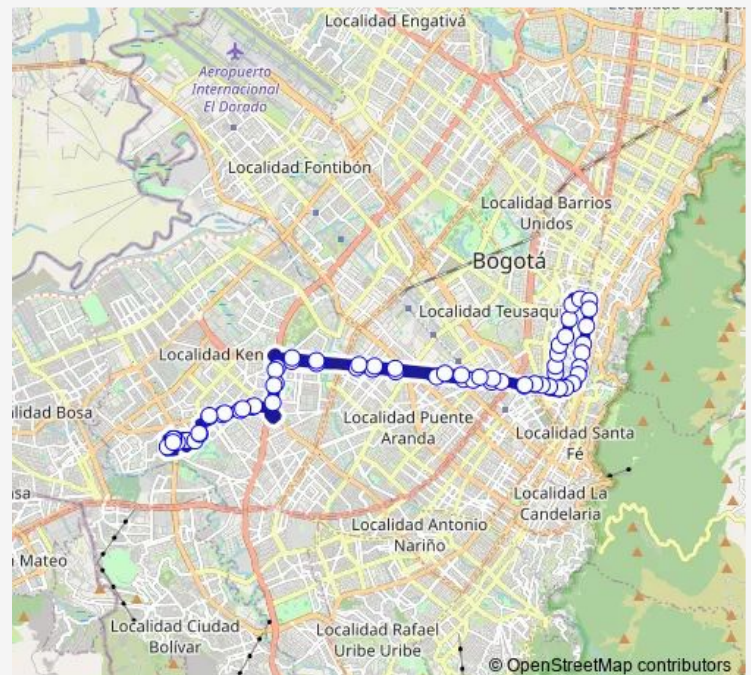 Localidad Engativá
Aeropuerto
Internacional
El Dorado
Localidad Fontibón
Localidad Barrios
Unidos
Bogotá
Localidad Teusaqu
Localidad Ken
lidad Bosa
Localidad Puente
Aranda
Localidad Santa
Fé
Localidad La
Candelaria
Localidad Antonio
Nariño
Mateo
Localidad Ciudad
Bolívar
Localidad Rafael
Uribe Uribe
© OpenStreetMap contributors